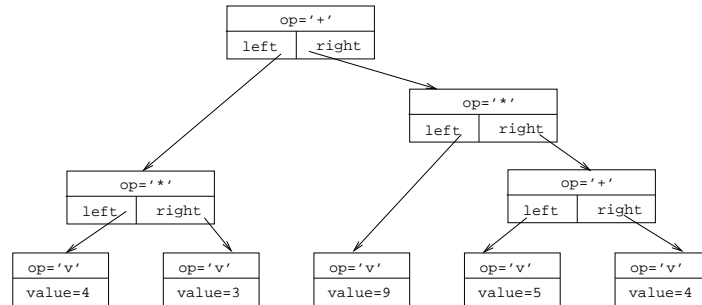 op='+'
left right
op='*'
left right
op='*'
left right
op='+'
left right
op='v'
value=4
op='v'
value=3
op='v'
value=9
op='v'
value=5
op='v'
value=4